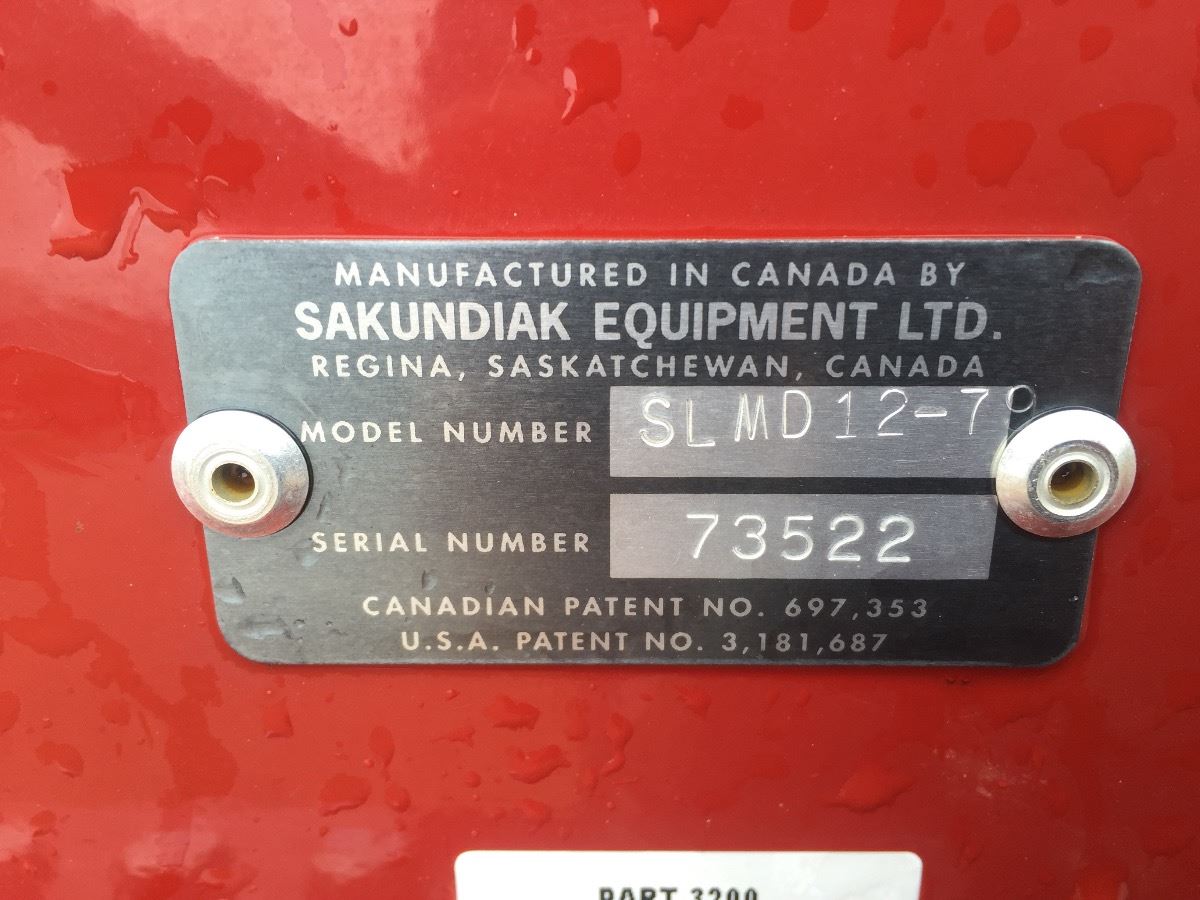 MANUFACTURED IN CANADA BY
SAKUNDIAK EQUIPMENT LTD.
REGINA, SASKATCHEWAN, CANADA
MODEL NUMBER SLMD12-7
SERIAL NUMBER 73522
CANADIAN PATENT NO. 697,353
U.S.A. PATENT NO. 3,181,687
PART 3200